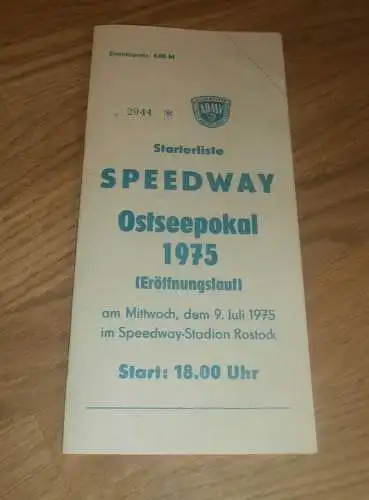 2944
ADMV
Starterliste
SPEEDWAY
Ostseepokal
1975
(Eröffnungslauf)
am Mittwoch, dem 9. Juli 1975
im Speedway-Stadion Rostock
Start: 18.00 Uhr